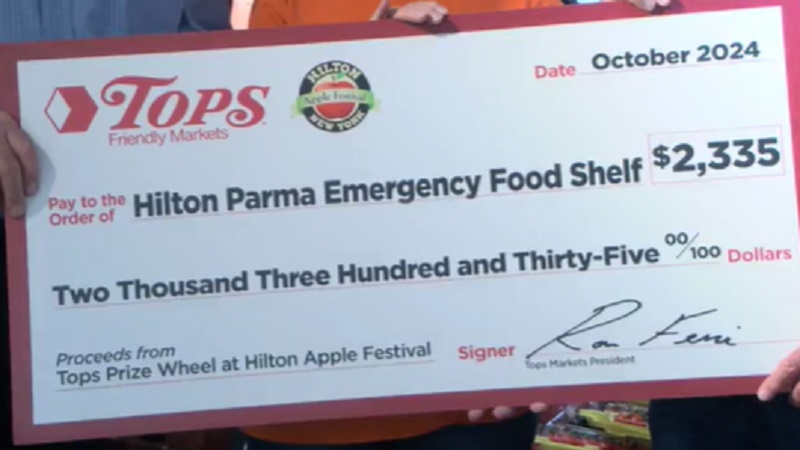 TOPS
Friendly Markets
HILTON
Apple Festival
NEW YORK
Date October 2024
Pay to the Order of Hilton Parma Emergency Food Shelf $2,335
Two Thousand Three Hundred and Thirty-Five 00/100 Dollars
Proceeds from
Tops Prize Wheel at Hilton Apple Festival
Signer Ron Ferri
Tops Markets President